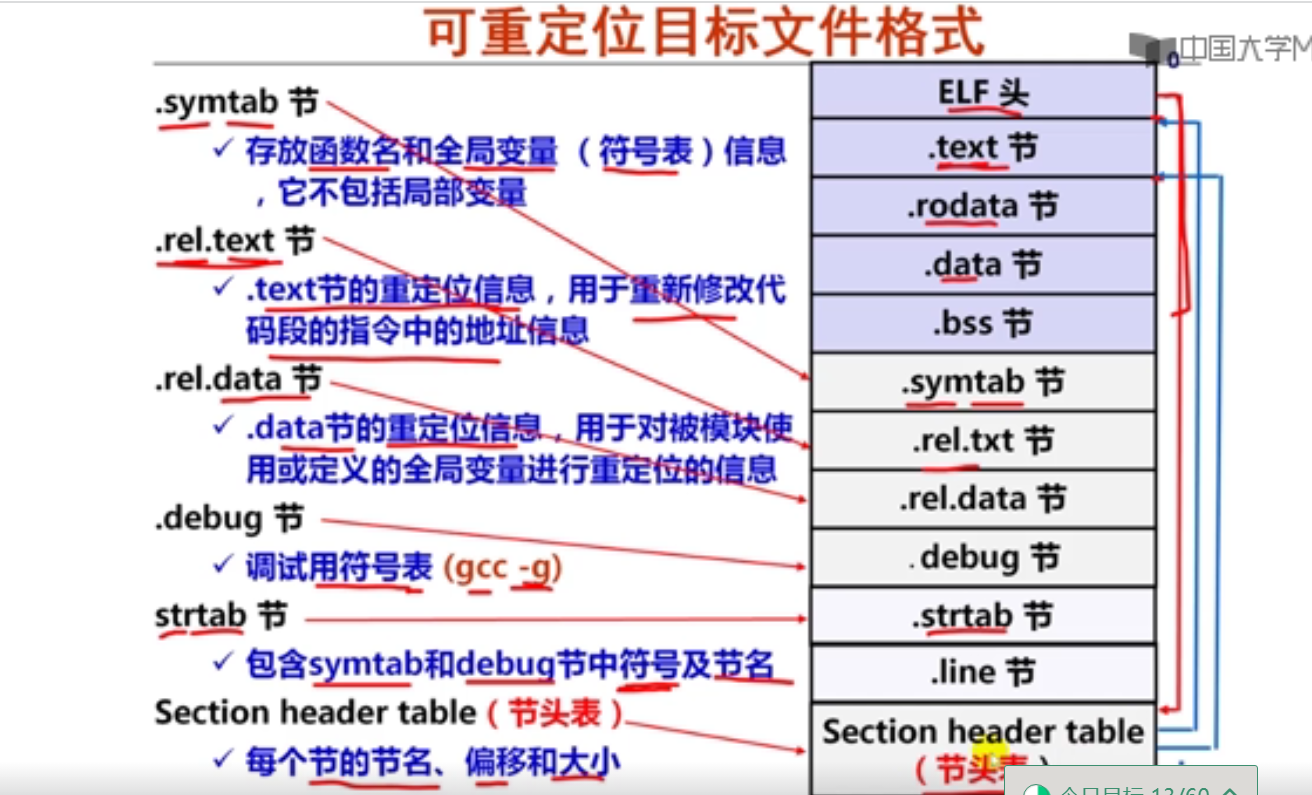 可重定位目标文件格式
中国大学M
0
.symtab 节
✓ 存放函数名和全局变量（符号表）信息
，它不包括局部变量
.rel.text 节
✓ .text节的重定位信息，用于重新修改代
码段的指令中的地址信息
.rel.data 节
✓ .data节的重定位信息，用于对被模块使
用或定义的全局变量进行重定位的信息
.debug 节
✓ 调试用符号表 (gcc -g)
strtab 节
✓ 包含symtab和debug节中符号及节名
Section header table（节头表）
✓ 每个节的节名、偏移和大小
ELF 头
.text 节
.rodata 节
.data 节
.bss 节
.symtab 节
.rel.txt 节
.rel.data 节
.debug 节
.strtab 节
.line 节
Section header table
（节头表）
今日目标 12/60